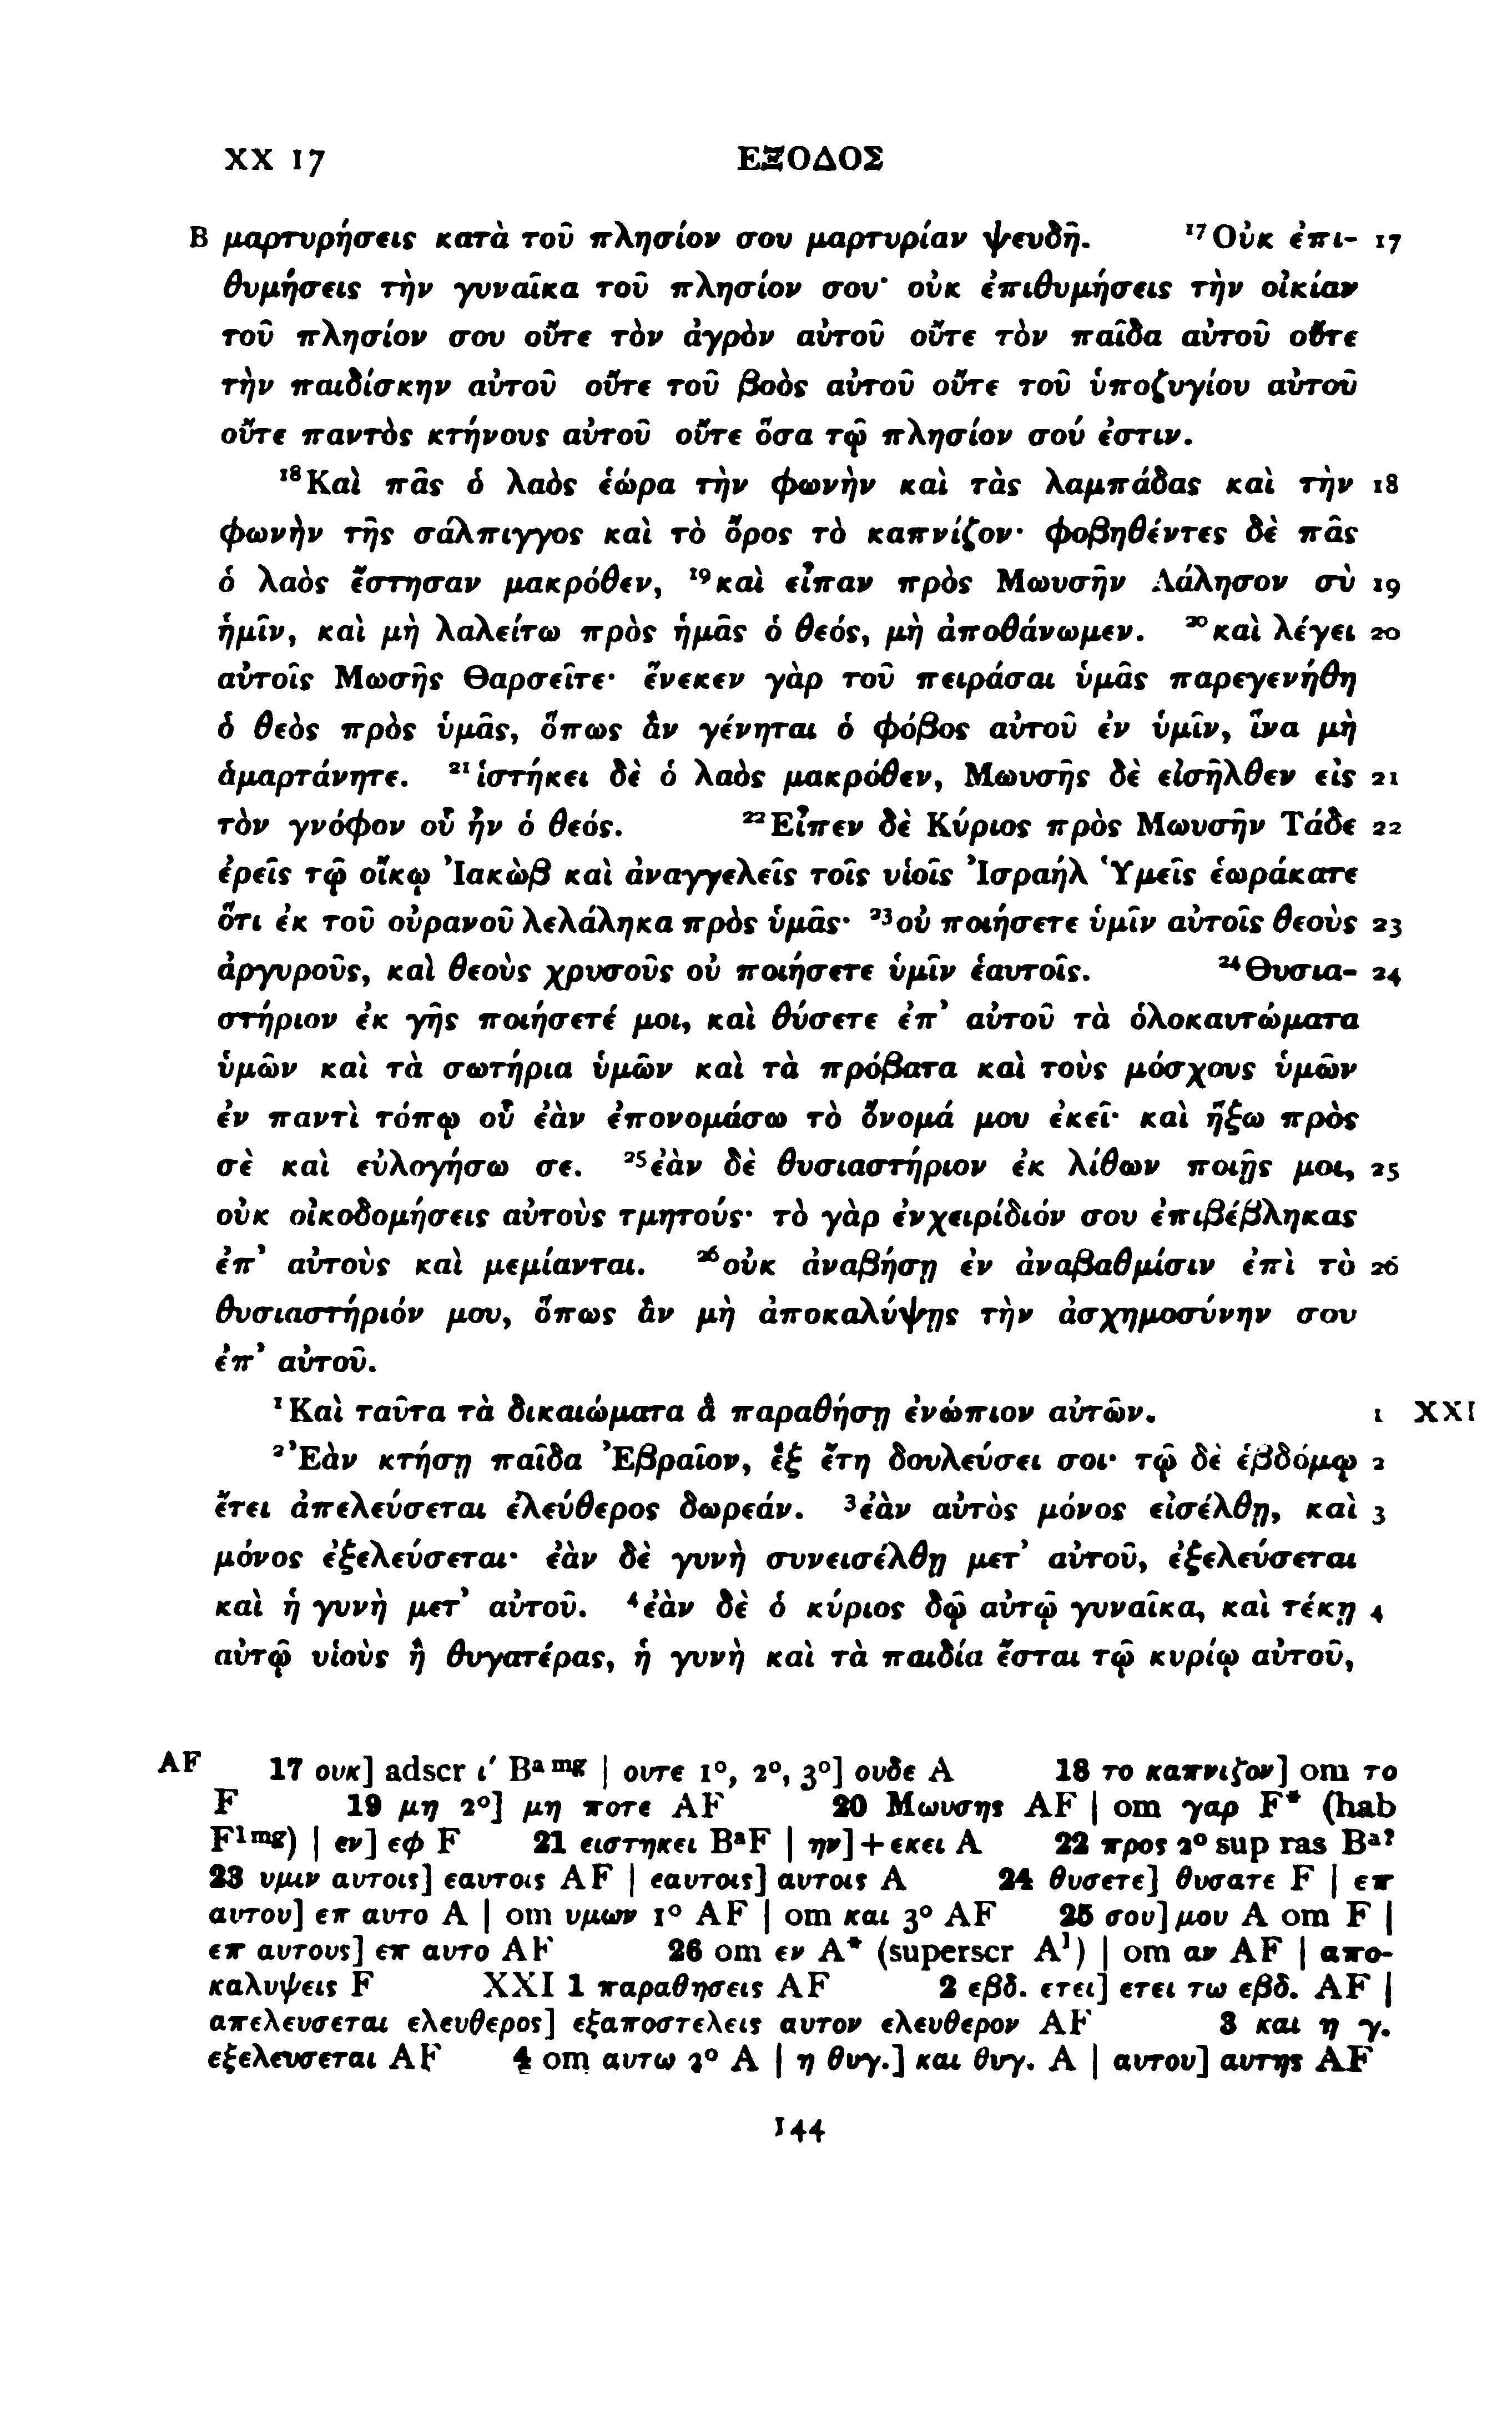 XX 17 ΕΞΟΔΟΣ
B μαρτυρήσεις κατὰ τοῦ πλησίον σου μαρτυρίαν ψευδῆ. ¹⁷Οὐκ ἐπι- 17
θυμήσεις τὴν γυναῖκα τοῦ πλησίον σου· οὐκ ἐπιθυμήσεις τὴν οἰκίαν
τοῦ πλησίον σου οὔτε τὸν ἀγρὸν αὐτοῦ οὔτε τὸν παῖδα αὐτοῦ οὔτε
τὴν παιδίσκην αὐτοῦ οὔτε τοῦ βοὸς αὐτοῦ οὔτε τοῦ ὑποζυγίου αὐτοῦ
οὔτε παντὸς κτήνους αὐτοῦ οὔτε ὅσα τῷ πλησίον σού ἐστιν.
¹⁸Καὶ πᾶς ὁ λαὸς ἑώρα τὴν φωνὴν καὶ τὰς λαμπάδας καὶ τὴν 18
φωνὴν τῆς σάλπιγγος καὶ τὸ ὄρος τὸ καπνίζον· φοβηθέντες δὲ πᾶς
ὁ λαὸς ἔστησαν μακρόθεν, ¹⁹καὶ εἶπαν πρὸς Μωυσῆν Λάλησον σὺ 19
ἡμῖν, καὶ μὴ λαλείτω πρὸς ἡμᾶς ὁ θεός, μὴ ἀποθάνωμεν. ²⁰καὶ λέγει 20
αὐτοῖς Μωσῆς Θαρσεῖτε· ἕνεκεν γὰρ τοῦ πειράσαι ὑμᾶς παρεγενήθη
ὁ θεὸς πρὸς ὑμᾶς, ὅπως ἂν γένηται ὁ φόβος αὐτοῦ ἐν ὑμῖν, ἵνα μὴ
ἁμαρτάνητε. ²¹ἱστήκει δὲ ὁ λαὸς μακρόθεν, Μωυσῆς δὲ εἰσῆλθεν εἰς 21
τὸν γνόφον οὗ ἦν ὁ θεός. ²²Εἶπεν δὲ Κύριος πρὸς Μωυσῆν Τάδε 22
ἐρεῖς τῷ οἴκῳ Ἰακὼβ καὶ ἀναγγελεῖς τοῖς υἱοῖς Ἰσραήλ Ὑμεῖς ἑωράκατε
ὅτι ἐκ τοῦ οὐρανοῦ λελάληκα πρὸς ὑμᾶς· ²³οὐ ποιήσετε ὑμῖν αὐτοῖς θεοὺς 23
ἀργυροῦς, καὶ θεοὺς χρυσοῦς οὐ ποιήσετε ὑμῖν ἑαυτοῖς. ²⁴Θυσια- 24
στήριον ἐκ γῆς ποιήσετέ μοι, καὶ θύσετε ἐπ’ αὐτοῦ τὰ ὁλοκαυτώματα
ὑμῶν καὶ τὰ σωτήρια ὑμῶν καὶ τὰ πρόβατα καὶ τοὺς μόσχους ὑμῶν
ἐν παντὶ τόπῳ οὗ ἐὰν ἐπονομάσω τὸ ὄνομά μου ἐκεῖ· καὶ ἥξω πρὸς
σὲ καὶ εὐλογήσω σε. ²⁵ἐὰν δὲ θυσιαστήριον ἐκ λίθων ποιῇς μοι, 25
οὐκ οἰκοδομήσεις αὐτοὺς τμητούς· τὸ γὰρ ἐνχειρίδιόν σου ἐπιβέβληκας
ἐπ’ αὐτοὺς καὶ μεμίανται. ²⁶οὐκ ἀναβήσῃ ἐν ἀναβαθμίσιν ἐπὶ τὸ 26
θυσιαστήριόν μου, ὅπως ἂν μὴ ἀποκαλύψῃς τὴν ἀσχημοσύνην σου
ἐπ’ αὐτοῦ.
¹Καὶ ταῦτα τὰ δικαιώματα ἃ παραθήσῃ ἐνώπιον αὐτῶν. 1 XXI
²Ἐὰν κτήσῃ παῖδα Ἐβραῖον, ἓξ ἔτη δουλεύσει σοι· τῷ δὲ ἑβδόμῳ 2
ἔτει ἀπελεύσεται ἐλεύθερος δωρεάν. ³ἐὰν αὐτὸς μόνος εἰσέλθῃ, καὶ 3
μόνος ἐξελεύσεται· ἐὰν δὲ γυνὴ συνεισέλθῃ μετ’ αὐτοῦ, ἐξελεύσεται
καὶ ἡ γυνὴ μετ’ αὐτοῦ. ⁴ἐὰν δὲ ὁ κύριος δῷ αὐτῷ γυναῖκα, καὶ τέκῃ 4
αὐτῷ υἱοὺς ἢ θυγατέρας, ἡ γυνὴ καὶ τὰ παιδία ἔσται τῷ κυρίῳ αὐτοῦ,
AF 17 ουκ] adscr ι′ Bᵃ ᵐᵍ | ουτε 1°, 2°, 3°] ουδε A 18 το καπνιζον] om το
F 19 μη 2°] μη ποτε AF 20 Μωυσης AF | om γαρ F* (hab
F¹ᵐᵍ) | εν] εφ F 21 ειστηκει BᵃF | ην]+εκει A 22 προς 2° sup ras Bᵃ?
23 υμιν αυτοις] εαυτοις AF | εαυτοις] αυτοις A 24 θυσετε] θυσατε F | επ
αυτου] επ αυτο A | om υμων 1° AF | om και 3° AF 25 σου] μου A om F |
επ αυτους] επ αυτο AF 26 om εν A* (superscr A¹) | om αν AF | απο-
καλυψεις F XXI 1 παραθησεις AF 2 εβδ. ετει] ετει τω εβδ. AF |
απελευσεται ελευθερος] εξαποστελεις αυτον ελευθερον AF 3 και η γ.
εξελευσεται AF 4 om αυτω 2° A | η θυγ.] και θυγ. A | αυτου] αυτης AF
144